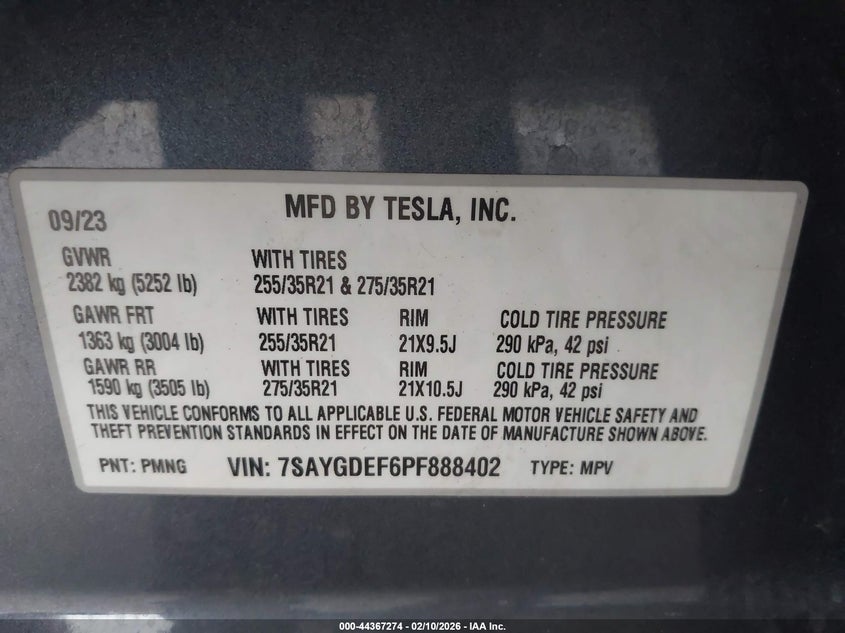 MFD BY TESLA, INC.
09/23
GVWR WITH TIRES
2382 kg (5252 lb) 255/35R21 & 275/35R21
GAWR FRT WITH TIRES RIM COLD TIRE PRESSURE
1363 kg (3004 lb) 255/35R21 21X9.5J 290 kPa, 42 psi
GAWR RR WITH TIRES RIM COLD TIRE PRESSURE
1590 kg (3505 lb) 275/35R21 21X10.5J 290 kPa, 42 psi
THIS VEHICLE CONFORMS TO ALL APPLICABLE U.S. FEDERAL MOTOR VEHICLE SAFETY AND
THEFT PREVENTION STANDARDS IN EFFECT ON THE DATE OF MANUFACTURE SHOWN ABOVE.
PNT: PMNG VIN: 7SAYGDEF6PF888402 TYPE: MPV
000-44367274 - 02/10/2026 - IAA Inc.